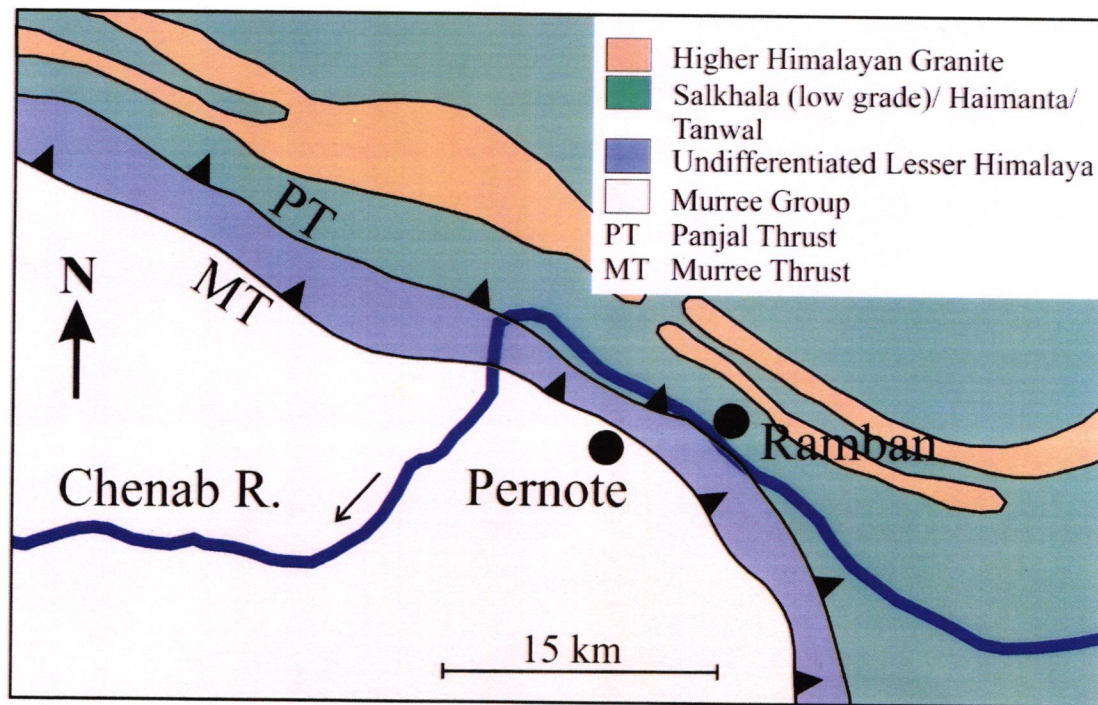 Higher Himalayan Granite
Salkhala (low grade)/ Haimanta/
Tanwal
Undifferentiated Lesser Himalaya
Murree Group
PT Panjal Thrust
MT Murree Thrust
PT
MT
N
Ramban
Pernote
Chenab R.
15 km